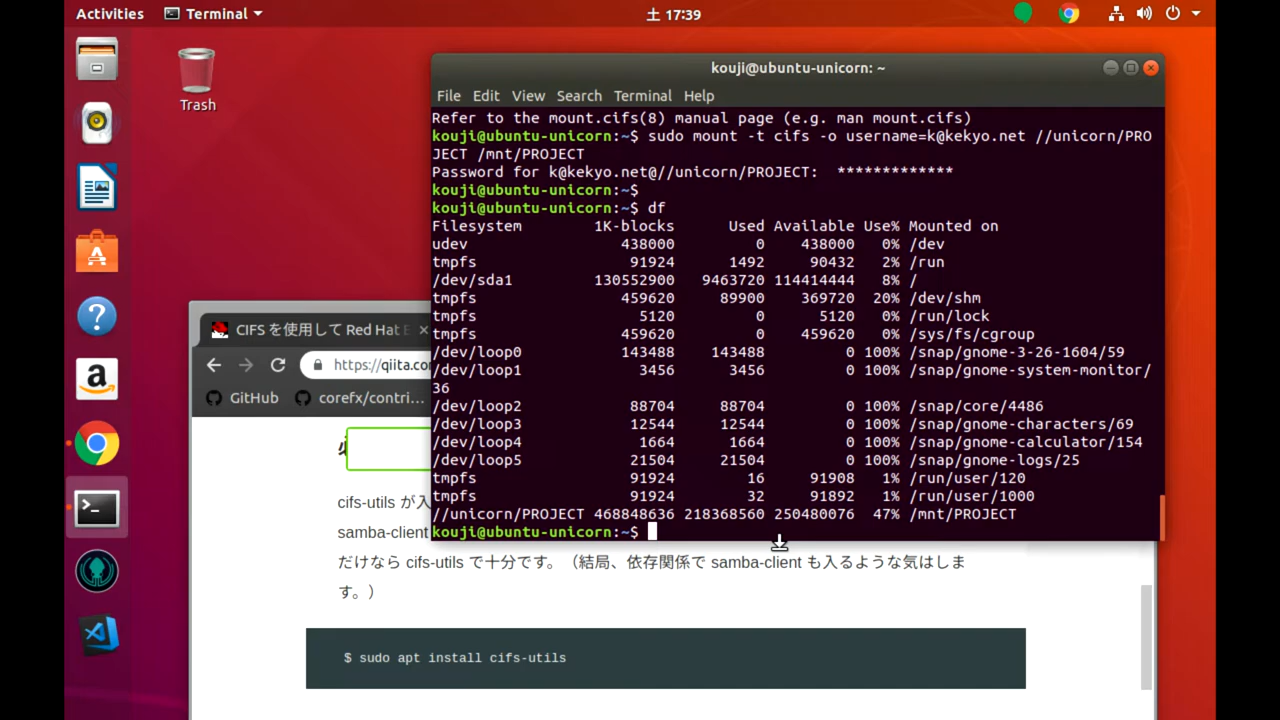 Activities
Terminal
土 17:39
Trash
kouji@ubuntu-unicorn: ~
File Edit View Search Terminal Help
Refer to the mount.cifs(8) manual page (e.g. man mount.cifs)
kouji@ubuntu-unicorn:~$ sudo mount -t cifs -o username=k@kekyo.net //unicorn/PRO
JECT /mnt/PROJECT
Password for k@kekyo.net@//unicorn/PROJECT:  *************
kouji@ubuntu-unicorn:~$
kouji@ubuntu-unicorn:~$ df
Filesystem 1K-blocks Used Available Use% Mounted on
udev 438000 0 438000 0% /dev
tmpfs 91924 1492 90432 2% /run
/dev/sda1 130552900 9463720 114414444 8% /
tmpfs 459620 89900 369720 20% /dev/shm
tmpfs 5120 0 5120 0% /run/lock
tmpfs 459620 0 459620 0% /sys/fs/cgroup
/dev/loop0 143488 143488 0 100% /snap/gnome-3-26-1604/59
/dev/loop1 3456 3456 0 100% /snap/gnome-system-monitor/
36
/dev/loop2 88704 88704 0 100% /snap/core/4486
/dev/loop3 12544 12544 0 100% /snap/gnome-characters/69
/dev/loop4 1664 1664 0 100% /snap/gnome-calculator/154
/dev/loop5 21504 21504 0 100% /snap/gnome-logs/25
tmpfs 91924 16 91908 1% /run/user/120
tmpfs 91924 32 91892 1% /run/user/1000
//unicorn/PROJECT 468848636 218368560 250480076 47% /mnt/PROJECT
kouji@ubuntu-unicorn:~$
CIFS を使用して Red Hat E
https://qiita.co
GitHub corefx/contri...
cifs-utils が入
samba-client
だけなら cifs-utils で十分です。（結局、依存関係で samba-client も入るような気はしま
す。）
$ sudo apt install cifs-utils